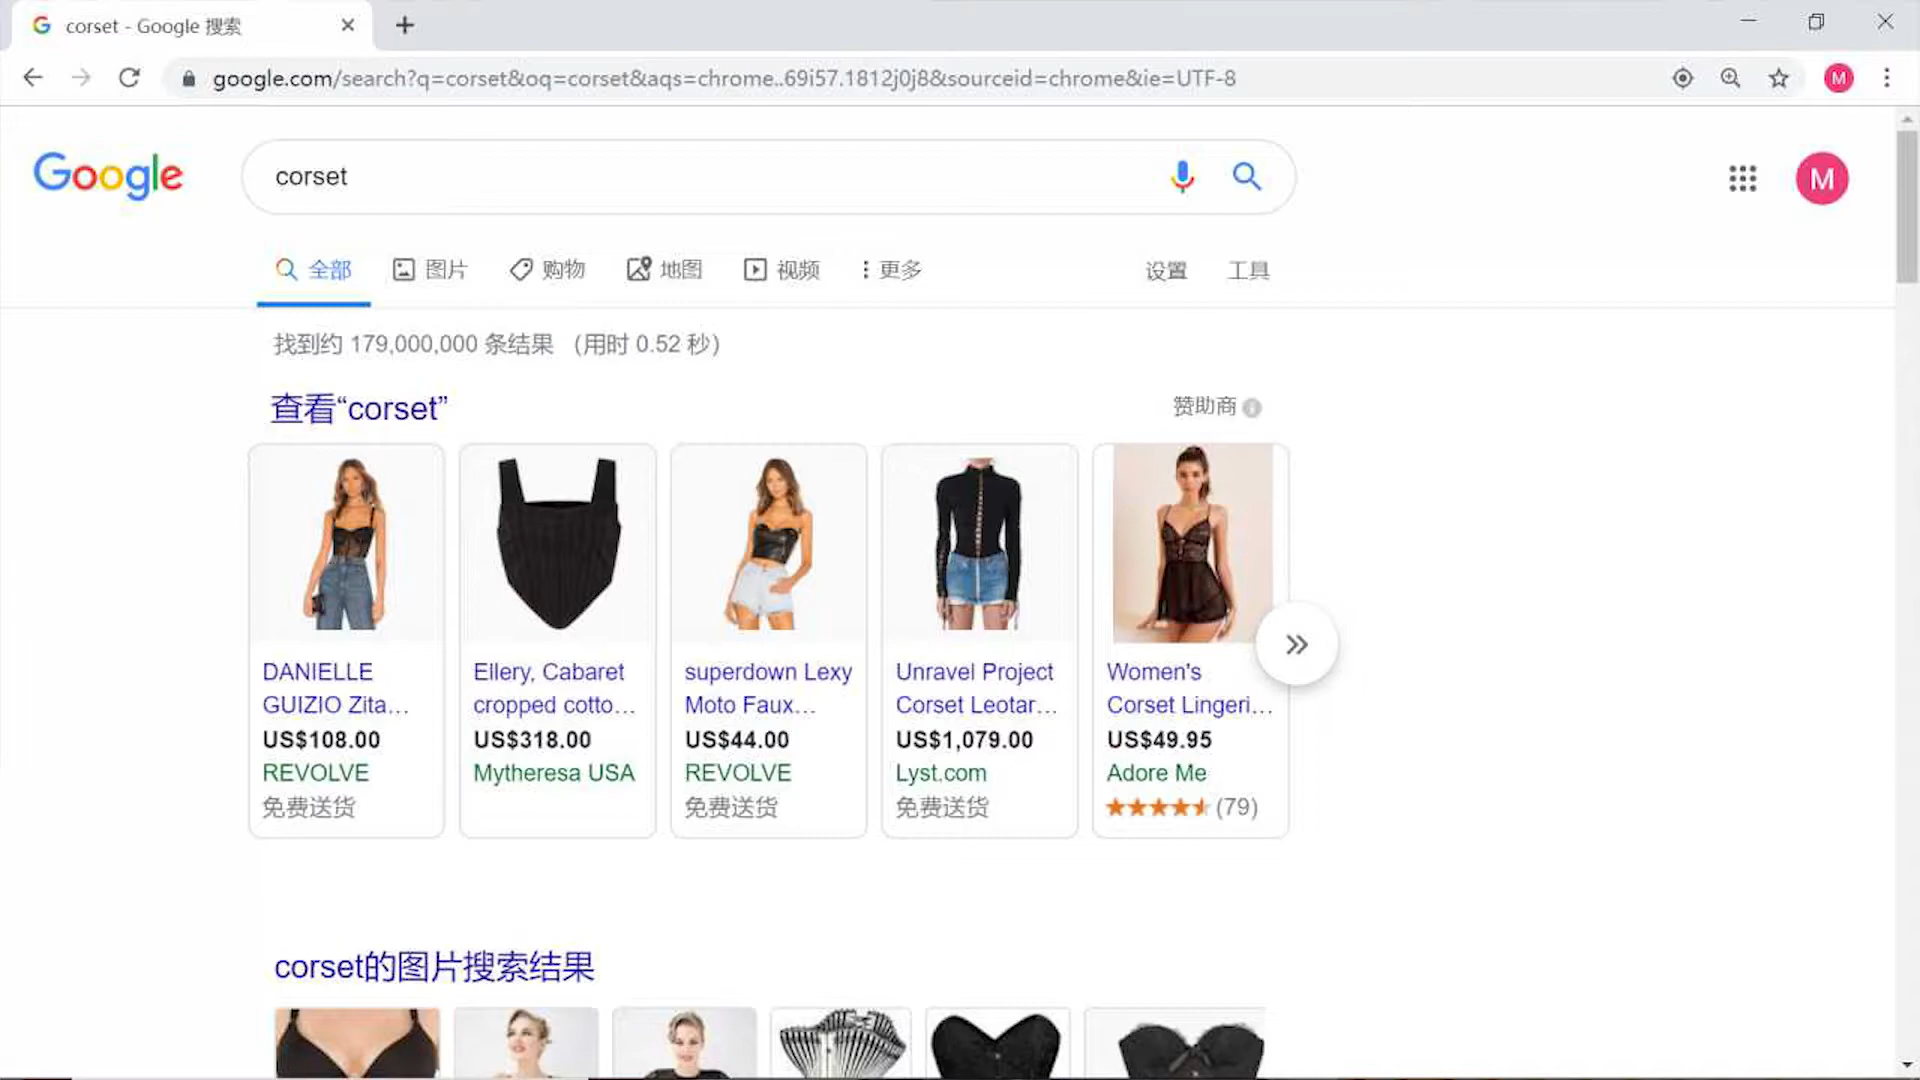 corset - Google 搜索
google.com/search?q=corset&oq=corset&aqs=chrome..69i57.1812j0j8&sourceid=chrome&ie=UTF-8
M
Google
corset
M
全部 图片 购物 地图 视频 更多 设置 工具
找到约 179,000,000 条结果 （用时 0.52 秒）
查看“corset”
赞助商
DANIELLE
GUIZIO Zita...
US$108.00
REVOLVE
免费送货
Ellery, Cabaret
cropped cotto...
US$318.00
Mytheresa USA
superdown Lexy
Moto Faux...
US$44.00
REVOLVE
免费送货
Unravel Project
Corset Leotar...
US$1,079.00
Lyst.com
免费送货
Women's
Corset Lingeri...
US$49.95
Adore Me
(79)
corset的图片搜索结果